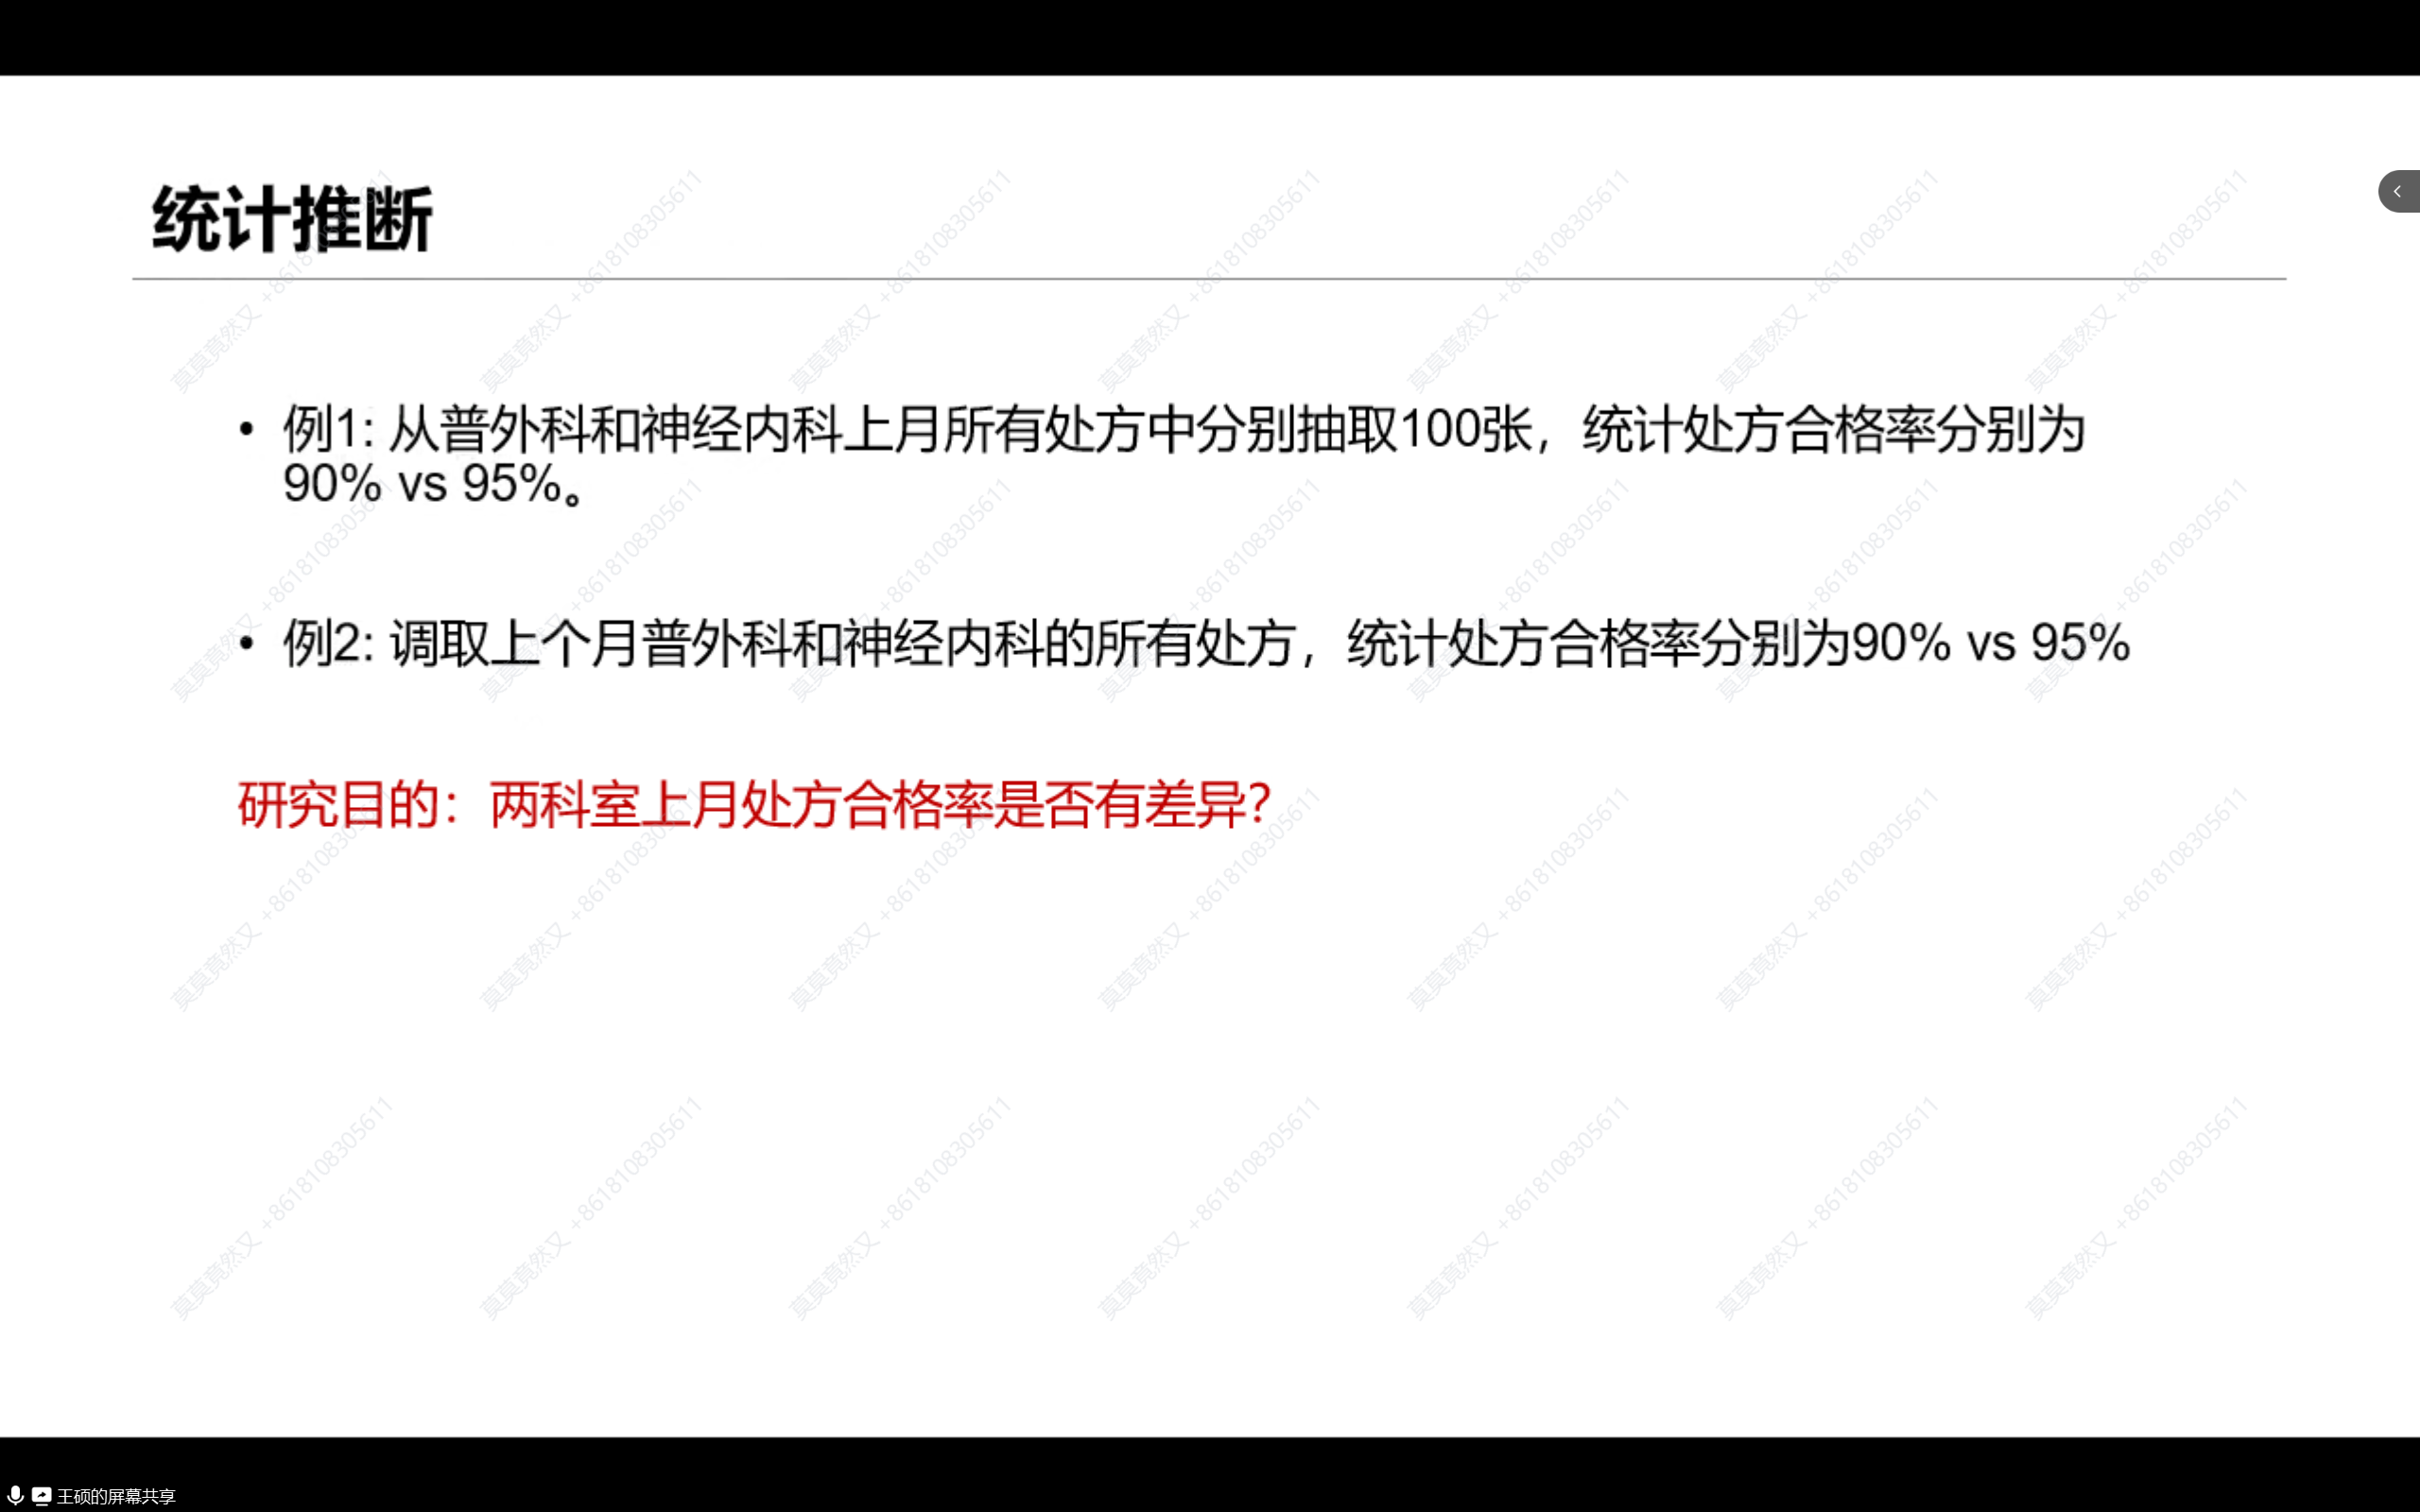 统计推断
• 例1: 从普外科和神经内科上月所有处方中分别抽取100张，统计处方合格率分别为
90% vs 95%。
• 例2: 调取上个月普外科和神经内科的所有处方，统计处方合格率分别为90% vs 95%
研究目的：两科室上月处方合格率是否有差异？
莫莫竟然又 +8618108305611
王硕的屏幕共享